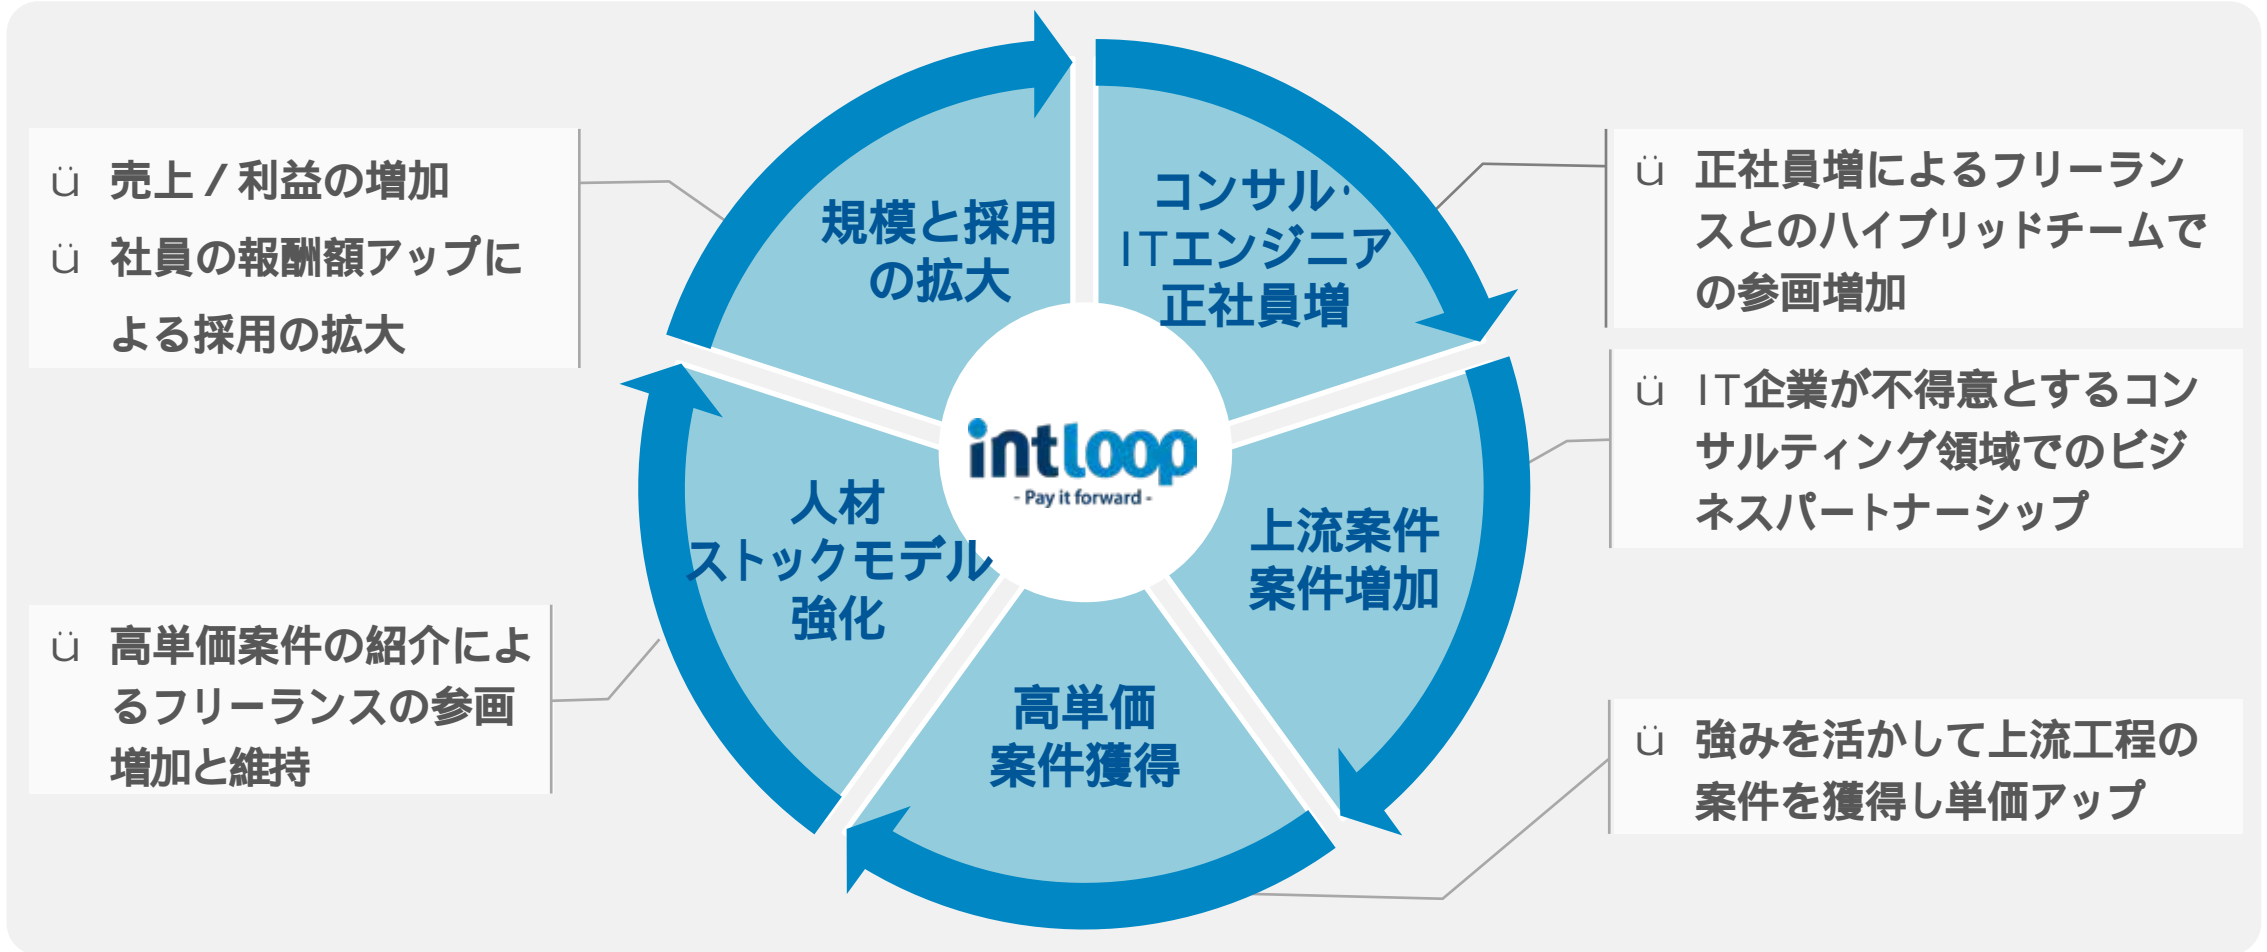 ü 売上/利益の増加
ü 社員の報酬額アップに
よる採用の拡大
規模と採用
の拡大
コンサル・
ITエンジニア
正社員増
ü 正社員増によるフリーラン
スとのハイブリッドチームで
の参画増加
ü IT企業が不得意とするコン
サルティング領域でのビジ
ネスパートナーシップ
intloop
- Pay it forward -
人材
ストックモデル
強化
上流案件
案件増加
ü 高単価案件の紹介によ
るフリーランスの参画
増加と維持
高単価
案件獲得
ü 強みを活かして上流工程の
案件を獲得し単価アップ